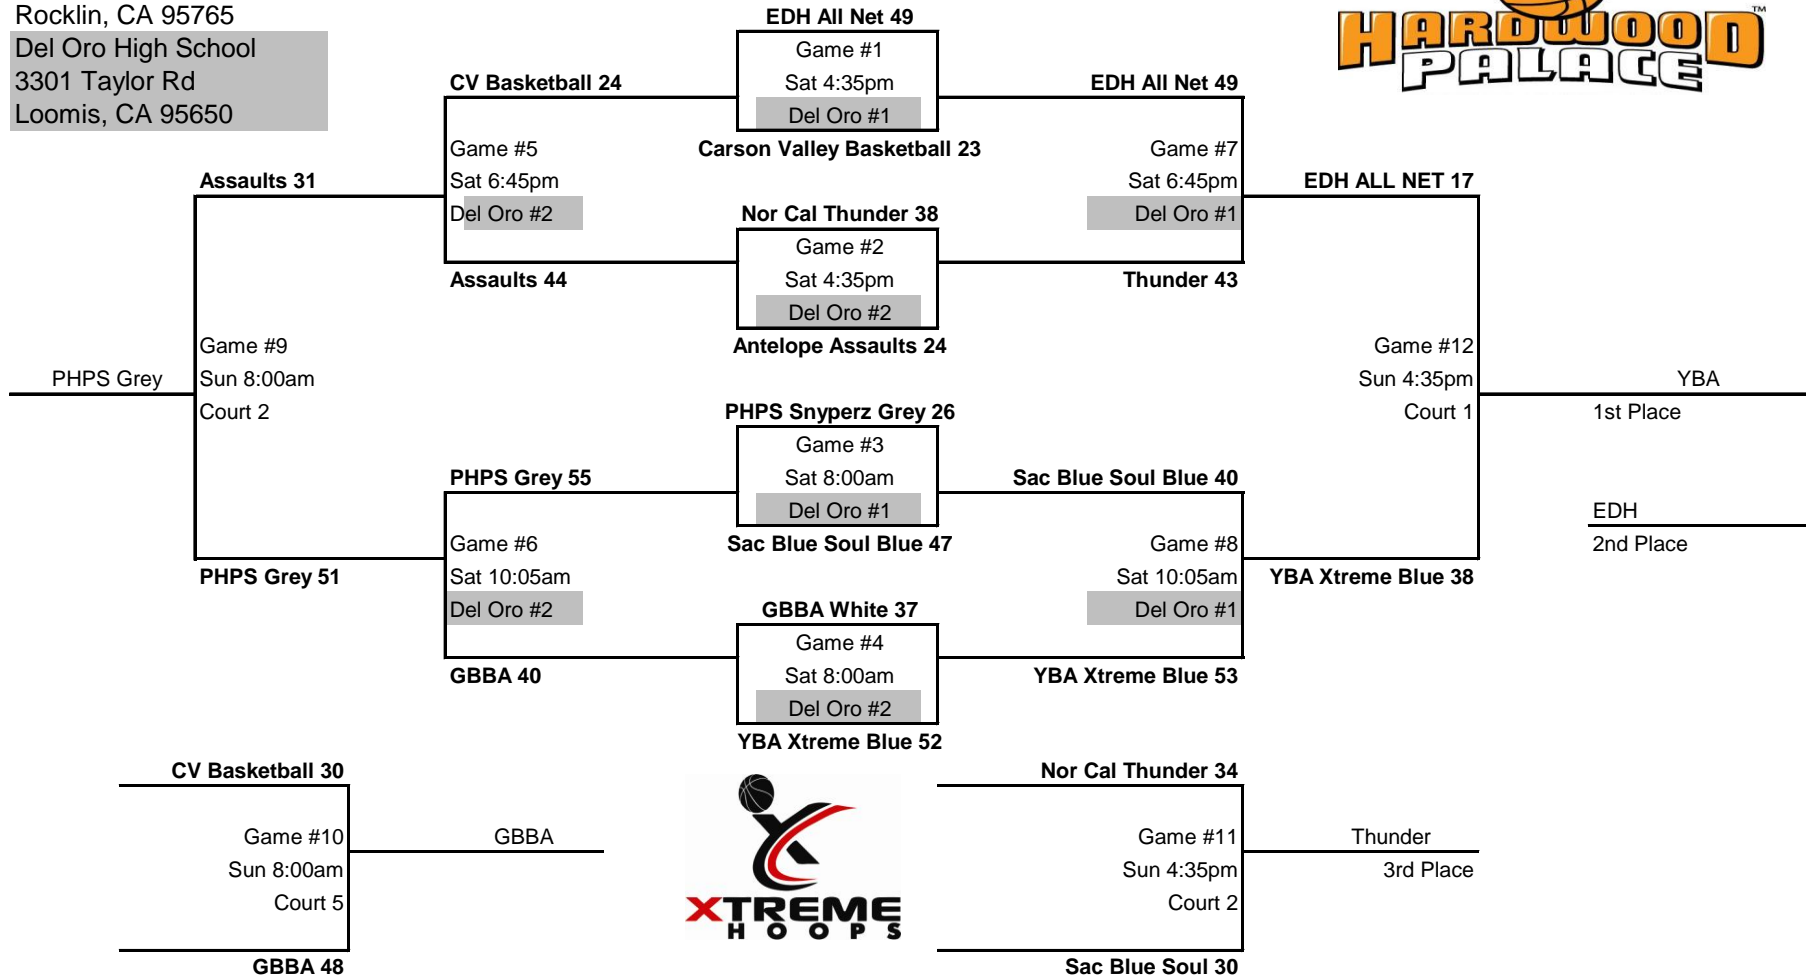 Rocklin, CA 95765
Del Oro High School
3301 Taylor Rd
Loomis, CA 95650
HARDWOOD
PALACE
TM
EDH All Net 49
Game #1
Sat 4:35pm
Del Oro #1
Carson Valley Basketball 23
CV Basketball 24
Game #5
Sat 6:45pm
Del Oro #2
Assaults 44
EDH All Net 49
Game #7
Sat 6:45pm
Del Oro #1
Thunder 43
Assaults 31
Game #9
Sun 8:00am
Court 2
PHPS Grey 51
PHPS Grey
Nor Cal Thunder 38
Game #2
Sat 4:35pm
Del Oro #2
Antelope Assaults 24
EDH ALL NET 17
Game #12
Sun 4:35pm
Court 1
YBA Xtreme Blue 38
YBA
1st Place
EDH
2nd Place
PHPS Snyperz Grey 26
Game #3
Sat 8:00am
Del Oro #1
Sac Blue Soul Blue 47
PHPS Grey 55
Game #6
Sat 10:05am
Del Oro #2
GBBA 40
Sac Blue Soul Blue 40
Game #8
Sat 10:05am
Del Oro #1
YBA Xtreme Blue 53
GBBA White 37
Game #4
Sat 8:00am
Del Oro #2
YBA Xtreme Blue 52
CV Basketball 30
Game #10
Sun 8:00am
Court 5
GBBA 48
GBBA
XTREME
HOOPS
Nor Cal Thunder 34
Game #11
Sun 4:35pm
Court 2
Sac Blue Soul 30
Thunder
3rd Place